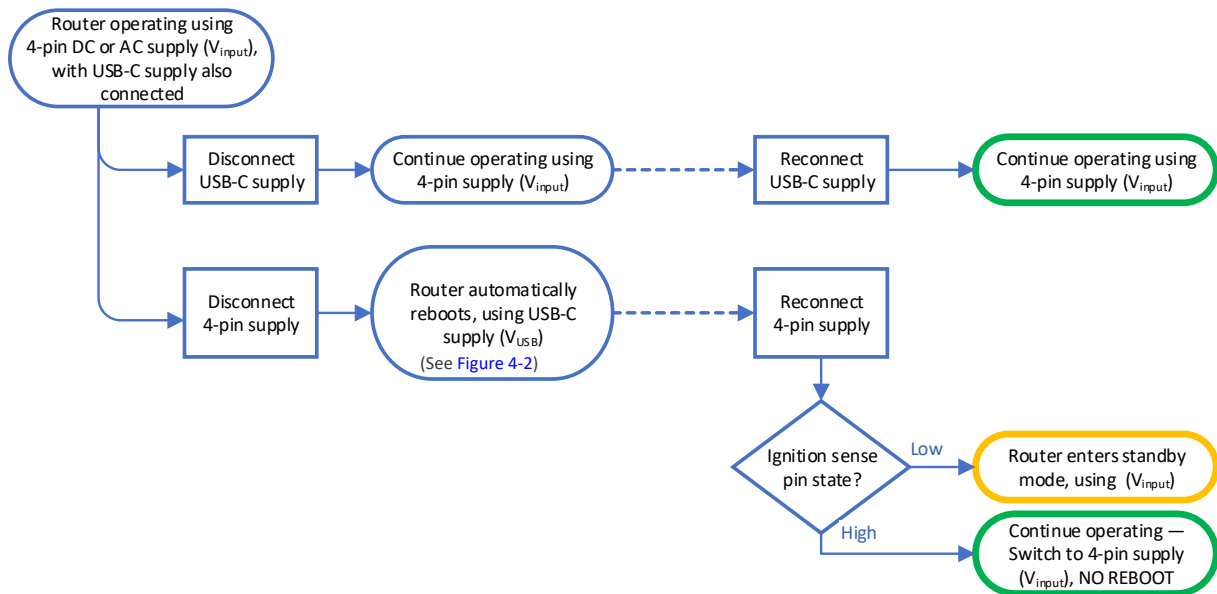 Router operating using
4-pin DC or AC supply (Vinput),
with USB-C supply also
connected
Disconnect
USB-C supply
Continue operating using
4-pin supply (Vinput)
Reconnect
USB-C supply
Continue operating using
4-pin supply (Vinput)
Disconnect
4-pin supply
Router automatically
reboots, using USB-C
supply (VUSB)
(See Figure 4-2)
Reconnect
4-pin supply
Ignition sense
pin state?
Low
Router enters standby
mode, using (Vinput)
High
Continue operating —
Switch to 4-pin supply
(Vinput), NO REBOOT